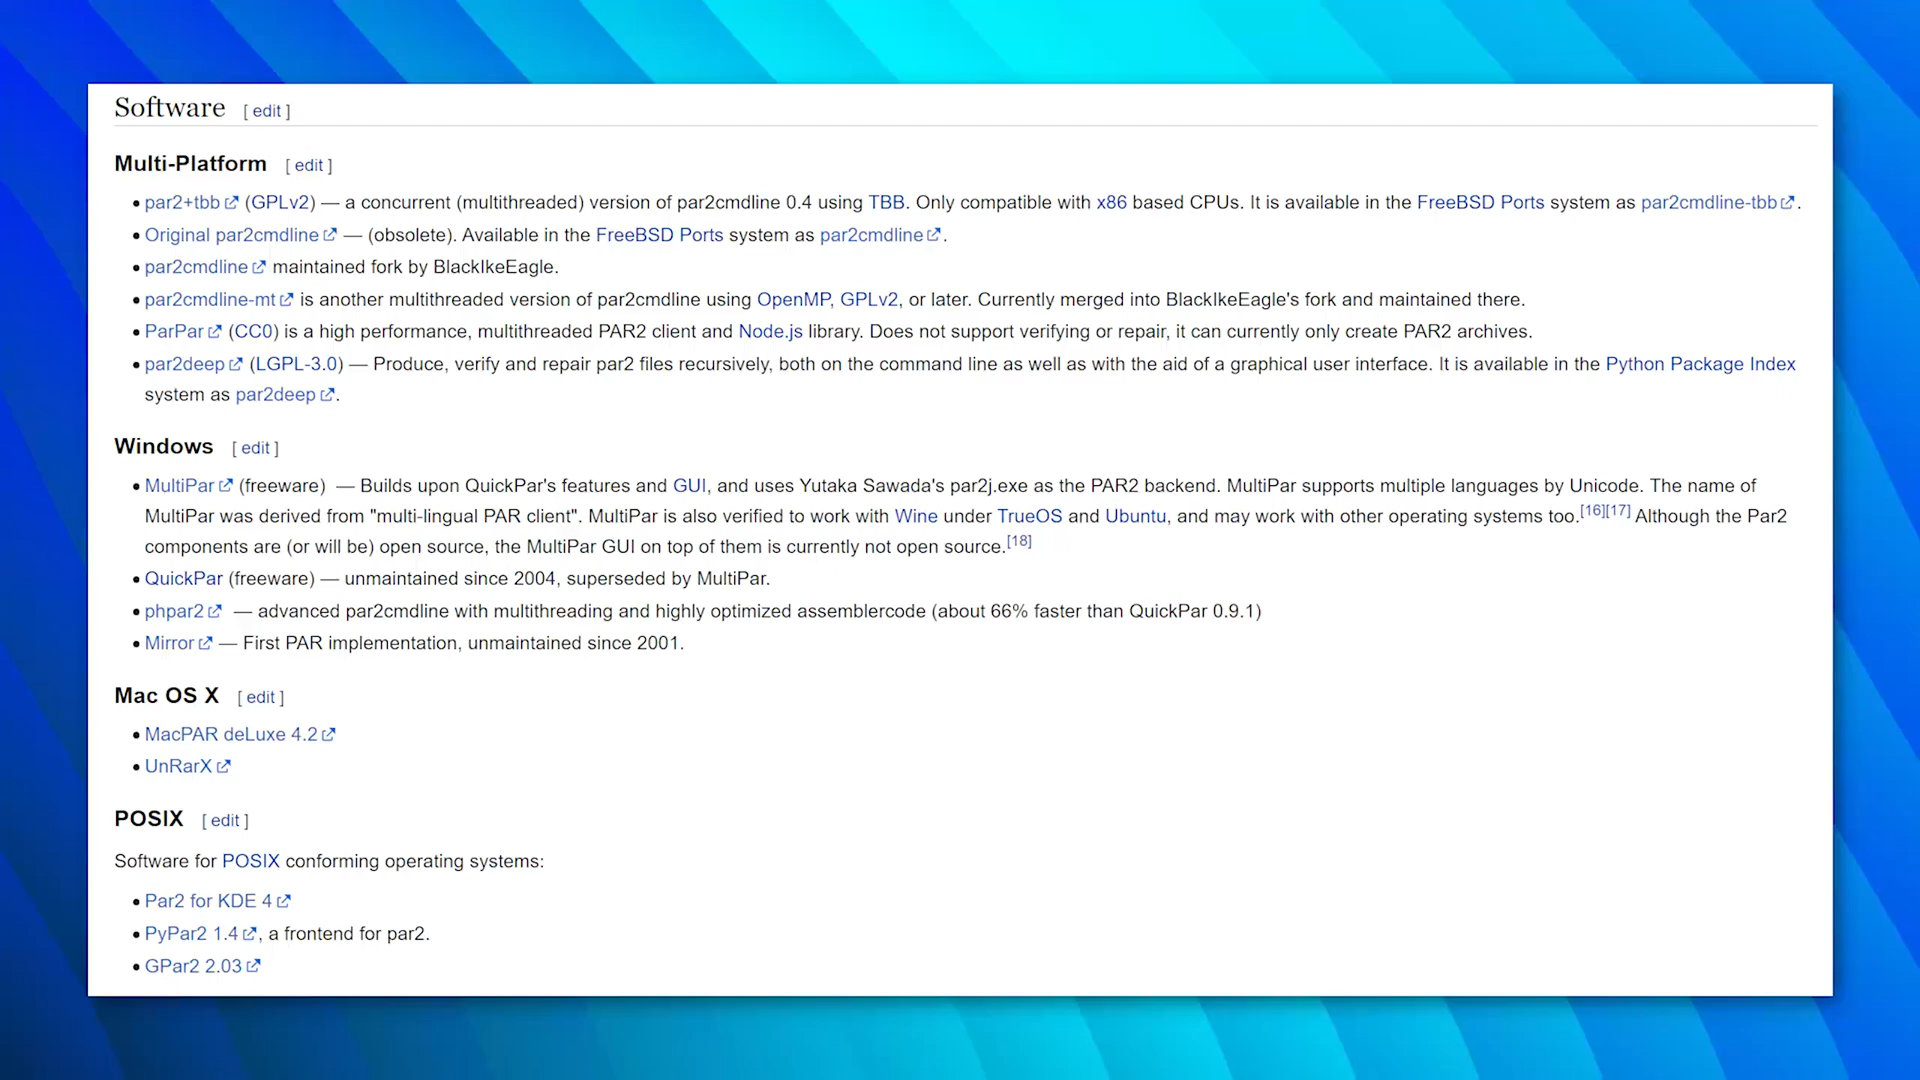 Software [ edit ]
Multi-Platform [ edit ]
• par2+tbb (GPLv2) — a concurrent (multithreaded) version of par2cmdline 0.4 using TBB. Only compatible with x86 based CPUs. It is available in the FreeBSD Ports system as par2cmdline-tbb.
• Original par2cmdline — (obsolete). Available in the FreeBSD Ports system as par2cmdline.
• par2cmdline maintained fork by BlackIkeEagle.
• par2cmdline-mt is another multithreaded version of par2cmdline using OpenMP, GPLv2, or later. Currently merged into BlackIkeEagle's fork and maintained there.
• ParPar (CC0) is a high performance, multithreaded PAR2 client and Node.js library. Does not support verifying or repair, it can currently only create PAR2 archives.
• par2deep (LGPL-3.0) — Produce, verify and repair par2 files recursively, both on the command line as well as with the aid of a graphical user interface. It is available in the Python Package Index
system as par2deep.
Windows [ edit ]
• MultiPar (freeware) — Builds upon QuickPar's features and GUI, and uses Yutaka Sawada's par2j.exe as the PAR2 backend. MultiPar supports multiple languages by Unicode. The name of
MultiPar was derived from "multi-lingual PAR client". MultiPar is also verified to work with Wine under TrueOS and Ubuntu, and may work with other operating systems too.[16][17] Although the Par2
components are (or will be) open source, the MultiPar GUI on top of them is currently not open source.[18]
• QuickPar (freeware) — unmaintained since 2004, superseded by MultiPar.
• phpar2 — advanced par2cmdline with multithreading and highly optimized assemblercode (about 66% faster than QuickPar 0.9.1)
• Mirror — First PAR implementation, unmaintained since 2001.
Mac OS X [ edit ]
• MacPAR deLuxe 4.2
• UnRarX
POSIX [ edit ]
Software for POSIX conforming operating systems:
• Par2 for KDE 4
• PyPar2 1.4, a frontend for par2.
• GPar2 2.03